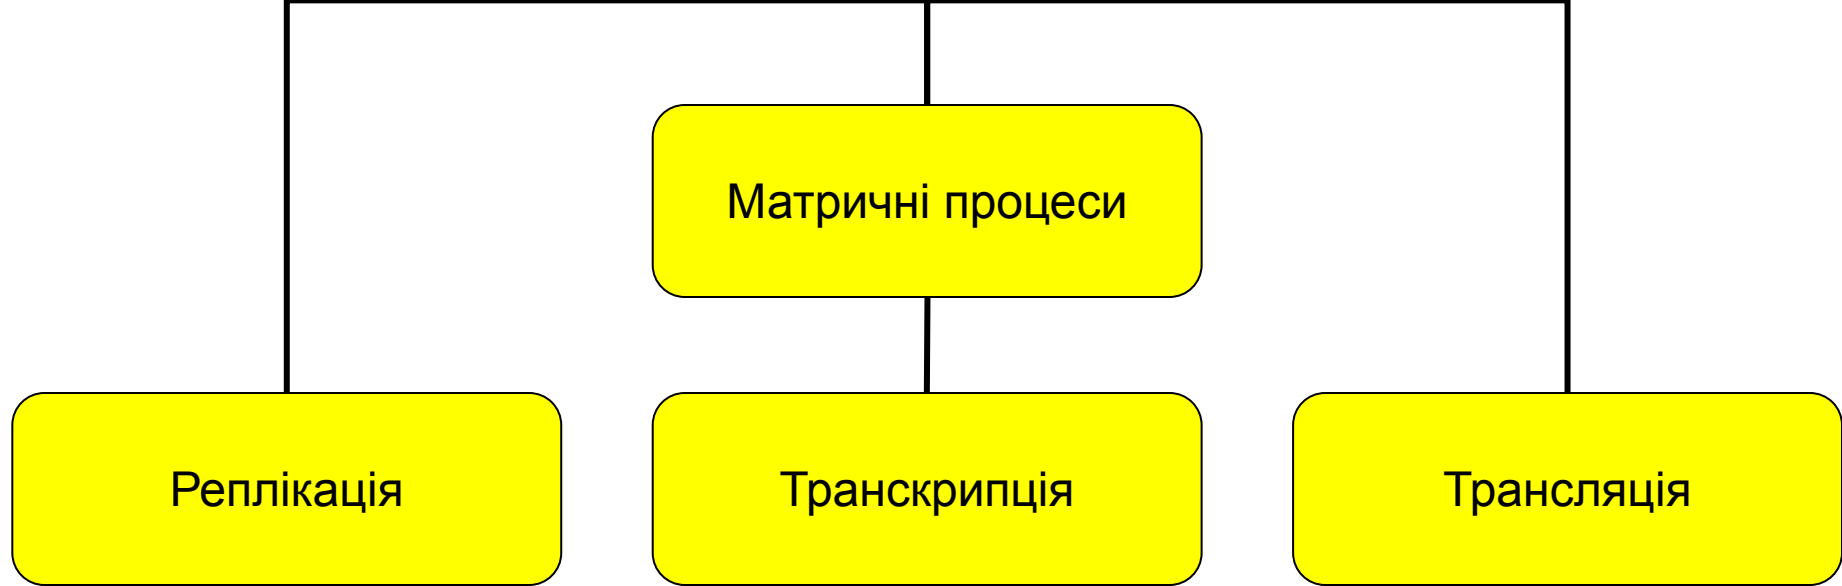 Матричні процеси
Реплікація
Транскрипція
Трансляція